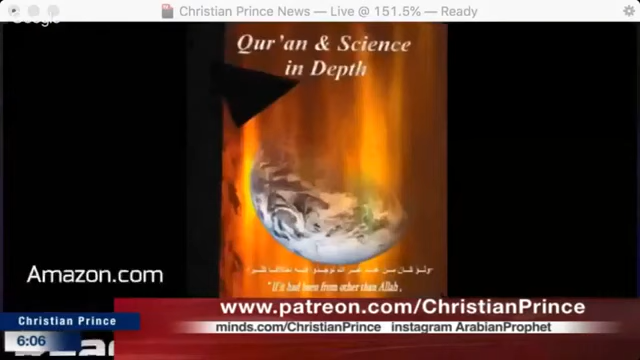 Christian Prince News — Live @ 151.5% — Ready
Google
Qur'an & Science
in Depth
"If it had been from other than Allah,
Amazon.com
www.patreon.com/ChristianPrince
Christian Prince
minds.com/ChristianPrince instagram ArabianProphet
6:06